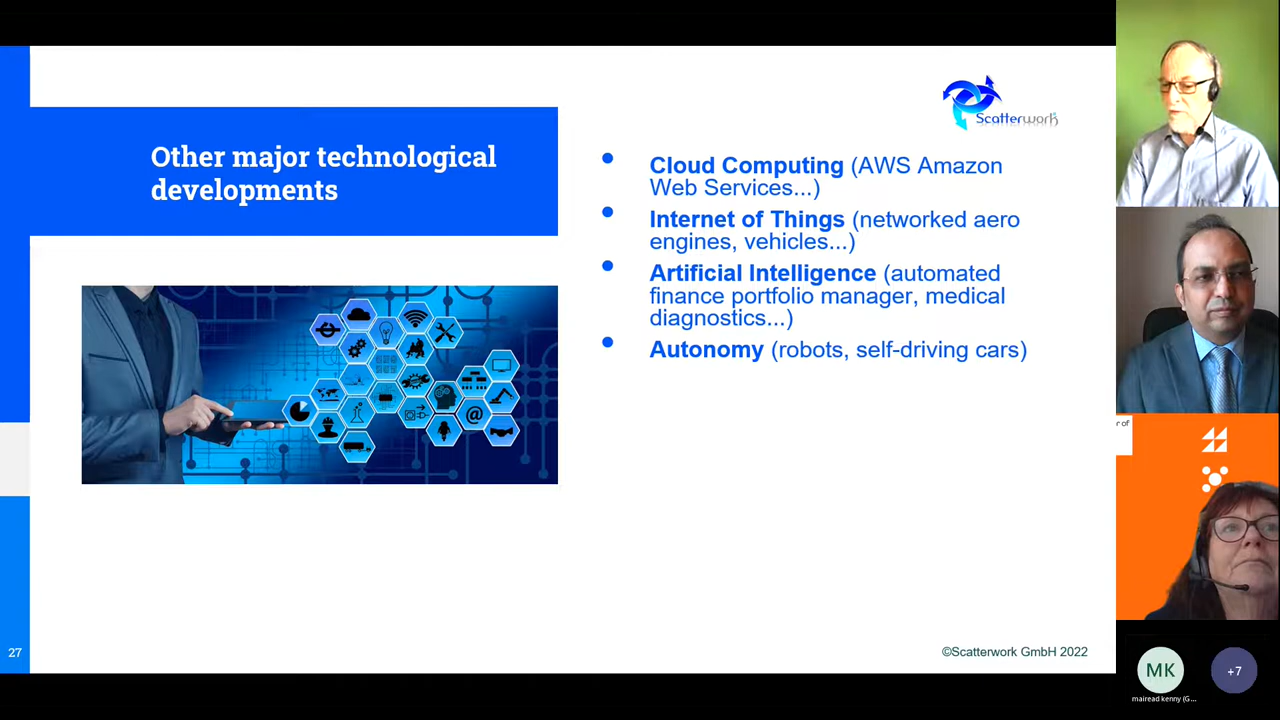 Other major technological
developments
Scatterwork
• Cloud Computing (AWS Amazon
Web Services...)
• Internet of Things (networked aero
engines, vehicles...)
• Artificial Intelligence (automated
finance portfolio manager, medical
diagnostics...)
• Autonomy (robots, self-driving cars)
@
27
©Scatterwork GmbH 2022
er of
MK
+7
mairead kenny (G...